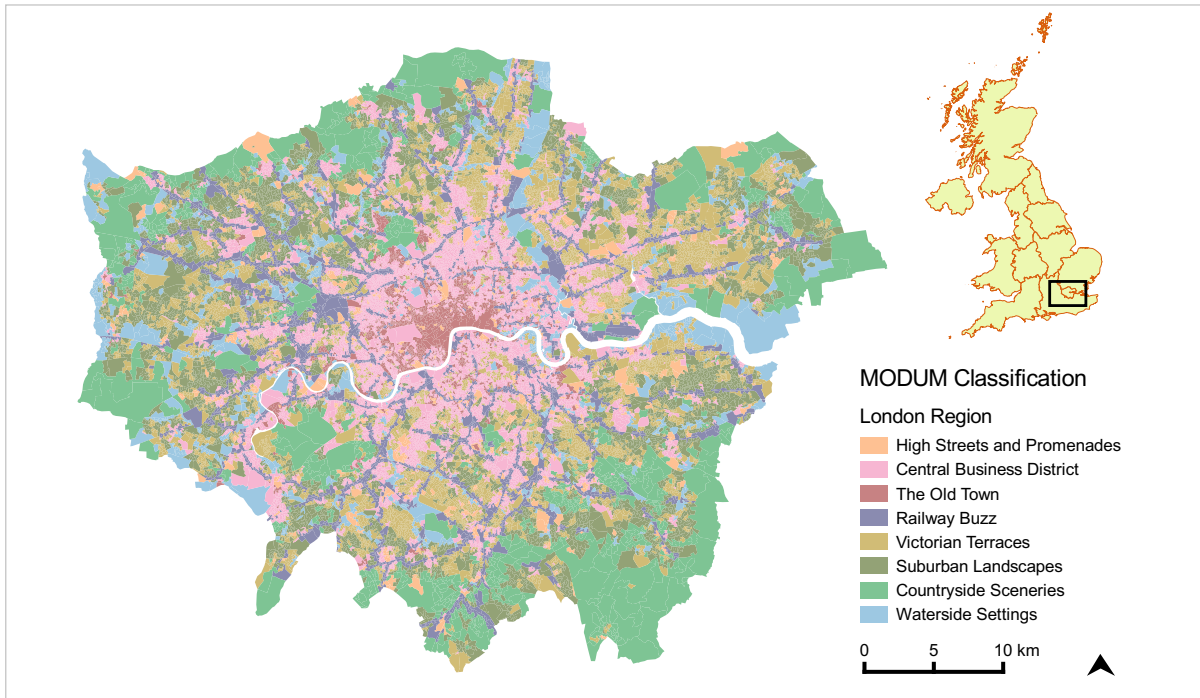 MODUM Classification
London Region
High Streets and Promenades
Central Business District
The Old Town
Railway Buzz
Victorian Terraces
Suburban Landscapes
Countryside Sceneries
Waterside Settings
0 5 10 km